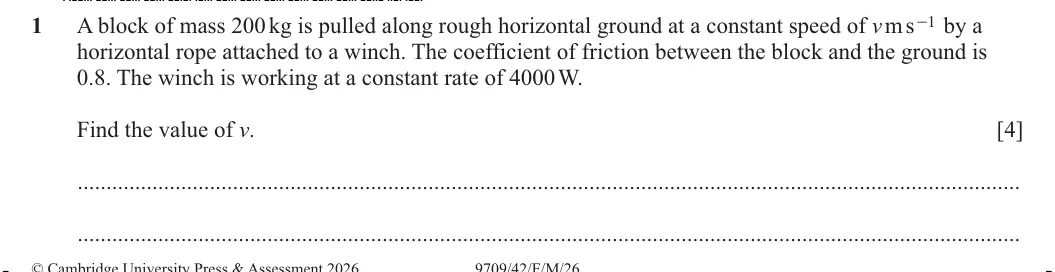 1 A block of mass 200 kg is pulled along rough horizontal ground at a constant speed of v m s⁻¹ by a
horizontal rope attached to a winch. The coefficient of friction between the block and the ground is
0.8. The winch is working at a constant rate of 4000 W.
Find the value of v. [4]
© Cambridge University Press & Assessment 2026 9709/42/F/M/26